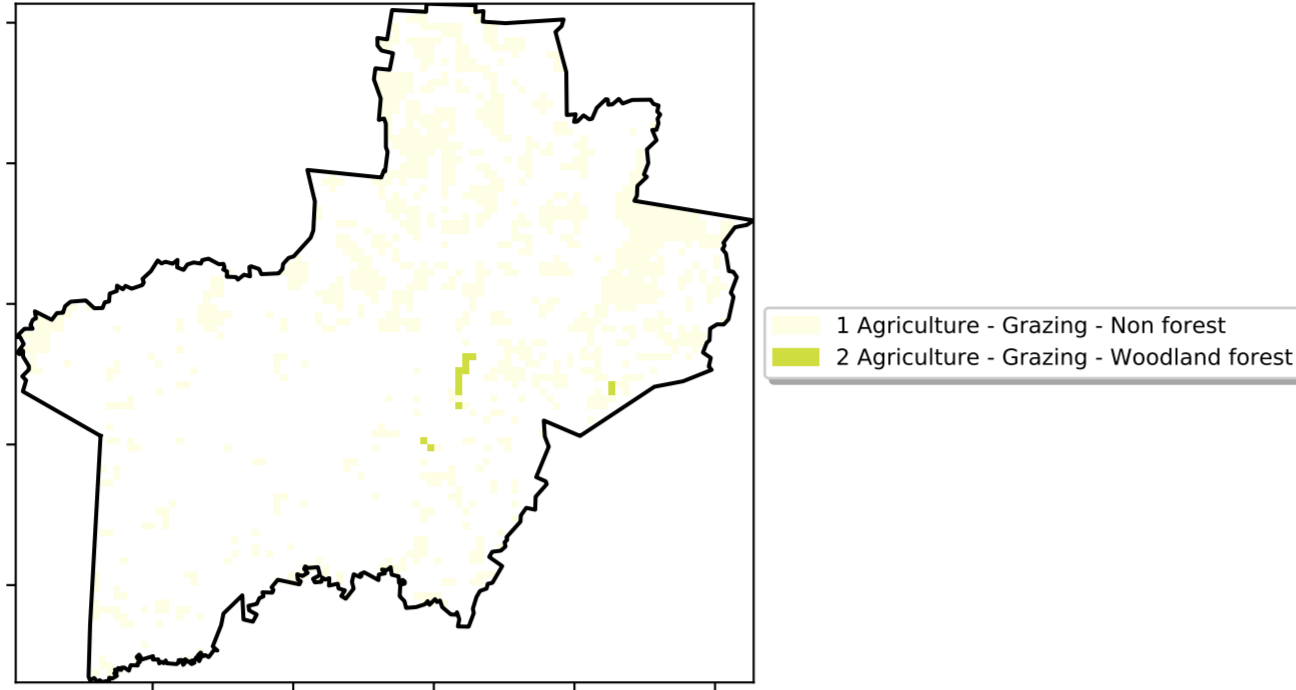 1 Agriculture - Grazing - Non forest
2 Agriculture - Grazing - Woodland forest